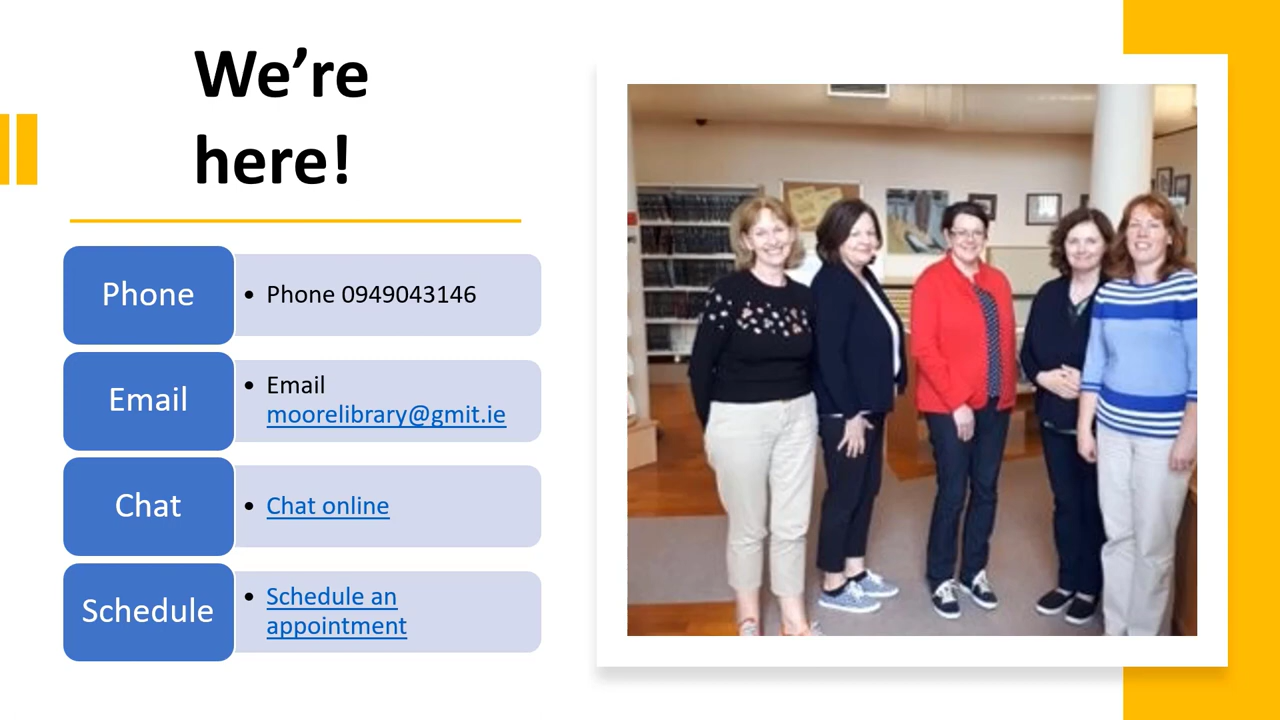 We’re
here!
Phone
• Phone 0949043146
Email
• Email
moorelibrary@gmit.ie
Chat
• Chat online
Schedule
• Schedule an
appointment